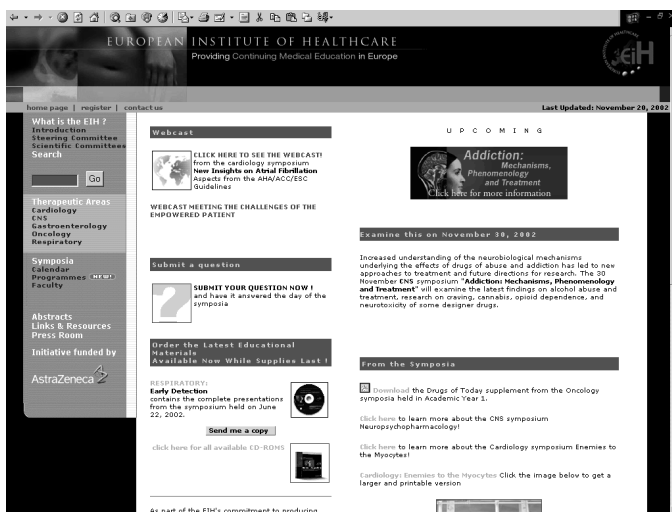 EUROPEAN INSTITUTE OF HEALTHCARE
Providing Continuing Medical Education in Europe
EiH
home page | register | contact us
Last Updated: November 20, 2002
What is the EIH ?
Introduction
Steering Committee
Scientific Committees
Search
Go
Therapeutic Areas
Cardiology
CNS
Gastroenterology
Oncology
Respiratory
Symposia
Calendar
Programmes NEW!
Faculty
Abstracts
Links & Resources
Press Room
Initiative funded by
AstraZeneca
Webcast
CLICK HERE TO SEE THE WEBCAST!
from the cardiology symposium
New Insights on Atrial Fibrillation
Aspects from the AHA/ACC/ESC
Guidelines
WEBCAST MEETING THE CHALLENGES OF THE
EMPOWERED PATIENT
Submit a question
SUBMIT YOUR QUESTION NOW !
and have it answered the day of the
symposia
Order the Latest Educational
Materials
Available Now While Supplies Last !
RESPIRATORY:
Early Detection
contains the complete presentations
from the symposium held on June
22, 2002.
Send me a copy
click here for all available CD-ROMS
As part of the EIH's commitment to producing
UPCOMING
Addiction:
Mechanisms,
Phenomenology
and Treatment
Click here for more information
Examine this on November 30, 2002
Increased understanding of the neurobiological mechanisms
underlying the effects of drugs of abuse and addiction has led to new
approaches to treatment and future directions for research. The 30
November CNS symposium "Addiction: Mechanisms, Phenomenology
and Treatment" will examine the latest findings on alcohol abuse and
treatment, research on craving, cannabis, opioid dependence, and
neurotoxicity of some designer drugs.
From the Symposia
Download the Drugs of Today supplement from the Oncology
symposia held in Academic Year 1.
Click here to learn more about the CNS symposium
Neuropsychopharmacology!
Click here to learn more about the Cardiology symposium Enemies to
the Myocytes!
Cardiology: Enemies to the Myocytes Click the image below to get a
larger and printable version